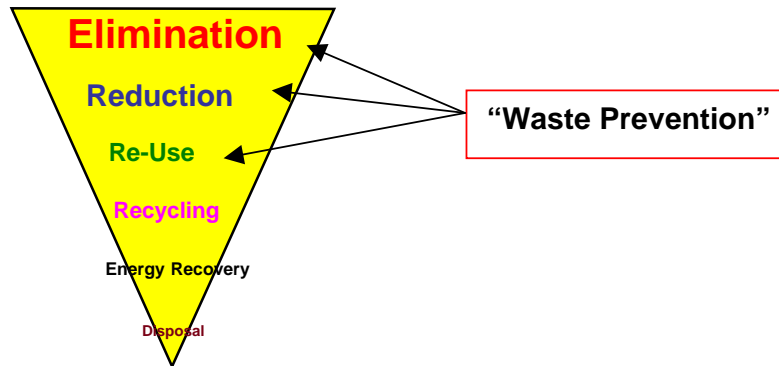 Elimination
Reduction
“Waste Prevention”
Re-Use
Recycling
Energy Recovery
Disposal